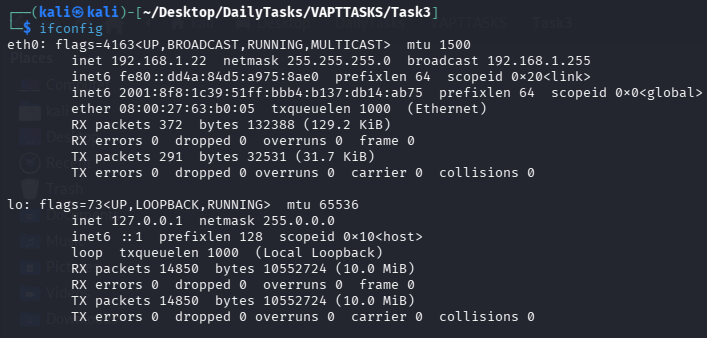 ┌──(kali㉿kali)-[~/Desktop/DailyTasks/VAPTTASKS/Task3]
└─$ ifconfig
eth0: flags=4163<UP,BROADCAST,RUNNING,MULTICAST>  mtu 1500
        inet 192.168.1.22  netmask 255.255.255.0  broadcast 192.168.1.255
        inet6 fe80::dd4a:84d5:a975:8ae0  prefixlen 64  scopeid 0×20<link>
        inet6 2001:8f8:1c39:51ff:bbb4:b137:db14:ab75  prefixlen 64  scopeid 0×0<global>
        ether 08:00:27:63:b0:05  txqueuelen 1000  (Ethernet)
        RX packets 372  bytes 132388 (129.2 KiB)
        RX errors 0  dropped 0  overruns 0  frame 0
        TX packets 291  bytes 32531 (31.7 KiB)
        TX errors 0  dropped 0 overruns 0  carrier 0  collisions 0

lo: flags=73<UP,LOOPBACK,RUNNING>  mtu 65536
        inet 127.0.0.1  netmask 255.0.0.0
        inet6 ::1  prefixlen 128  scopeid 0×10<host>
        loop  txqueuelen 1000  (Local Loopback)
        RX packets 14850  bytes 10552724 (10.0 MiB)
        RX errors 0  dropped 0  overruns 0  frame 0
        TX packets 14850  bytes 10552724 (10.0 MiB)
        TX errors 0  dropped 0 overruns 0  carrier 0  collisions 0